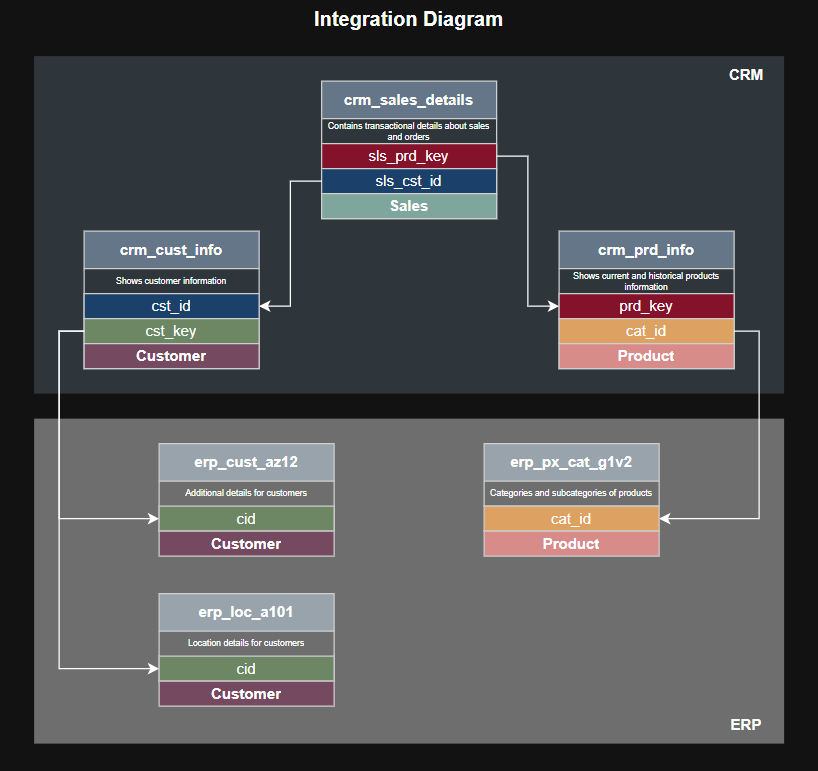 Integration Diagram
CRM
crm_sales_details
Contains transactional details about sales
and orders
sls_prd_key
sls_cst_id
Sales
crm_cust_info
Shows customer information
cst_id
cst_key
Customer
crm_prd_info
Shows current and historical products
information
prd_key
cat_id
Product
erp_cust_az12
Additional details for customers
cid
Customer
erp_px_cat_g1v2
Categories and subcategories of products
cat_id
Product
erp_loc_a101
Location details for customers
cid
Customer
ERP